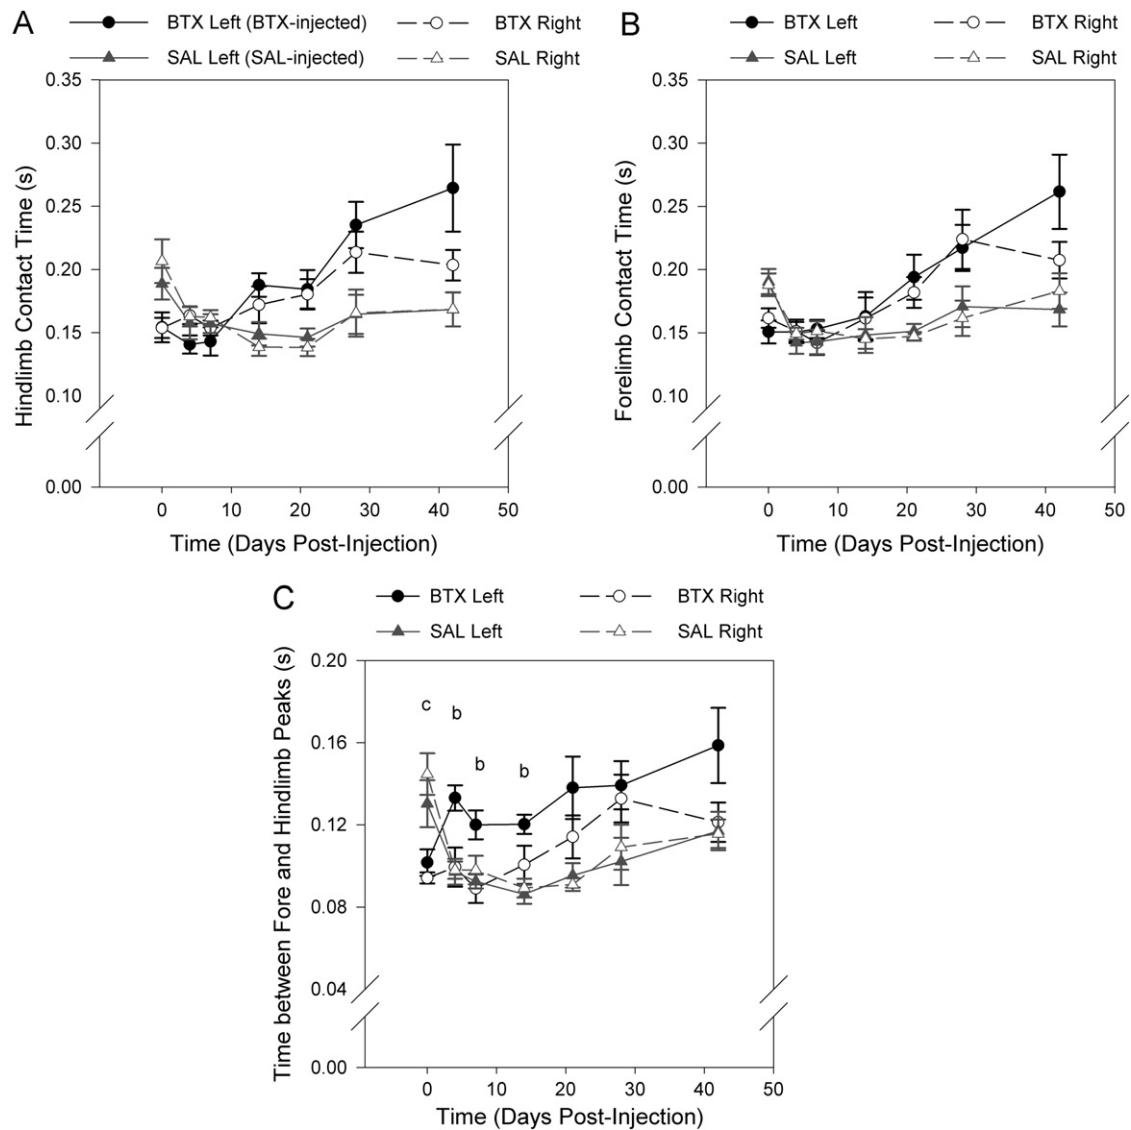 A
BTX Left (BTX-injected)
BTX Right
SAL Left (SAL-injected)
SAL Right
Hindlimb Contact Time (s)
0.35
0.30
0.25
0.20
0.15
0.10
0.00
0
10
20
30
40
50
Time (Days Post-Injection)
B
BTX Left
BTX Right
SAL Left
SAL Right
Forelimb Contact Time (s)
0.35
0.30
0.25
0.20
0.15
0.10
0.00
0
10
20
30
40
50
Time (Days Post-Injection)
C
BTX Left
BTX Right
SAL Left
SAL Right
Time between Fore and Hindlimb Peaks (s)
0.20
0.16
0.12
0.08
0.04
0.00
c
b
b
b
0
10
20
30
40
50
Time (Days Post-Injection)